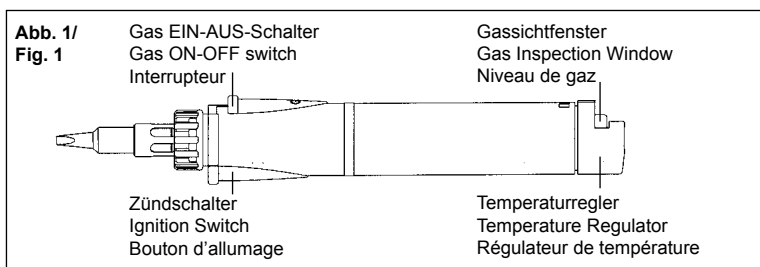 Abb. 1/
Fig. 1
Gas EIN-AUS-Schalter
Gas ON-OFF switch
Interrupteur
Gassichtfenster
Gas Inspection Window
Niveau de gaz
Zündschalter
Ignition Switch
Bouton d'allumage
Temperaturregler
Temperature Regulator
Régulateur de température